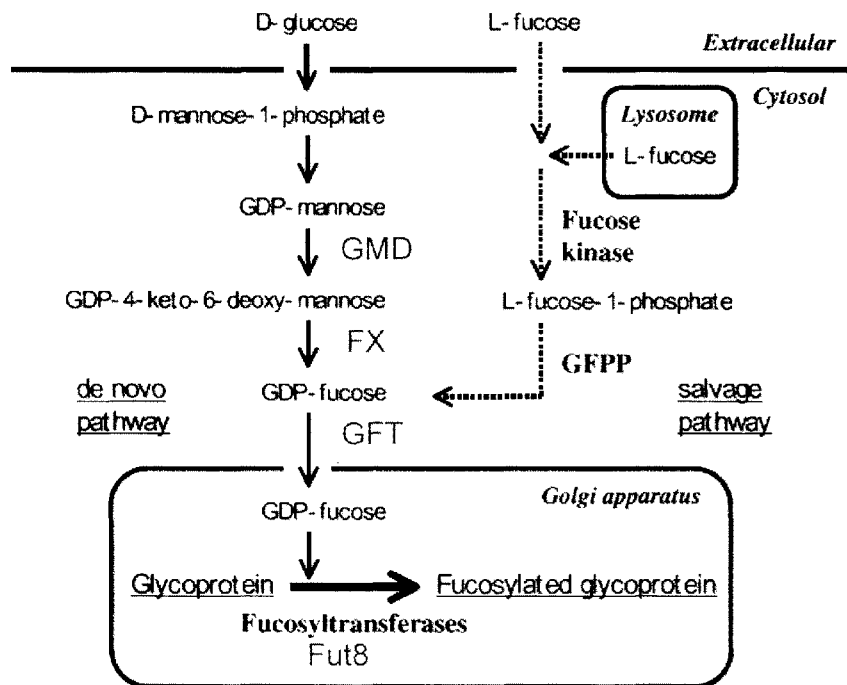 D-glucose
L-fucose
Extracellular
Cytosol
D-mannose-1-phosphate
Lysosome
L-fucose
GDP-mannose
Fucose
kinase
GMD
GDP-4-keto-6-deoxy-mannose
L-fucose-1-phosphate
FX
GFPP
de novo
pathway
GDP-fucose
salvage
pathway
GFT
Golgi apparatus
GDP-fucose
Glycoprotein
Fucosylated glycoprotein
Fucosyltransferases
Fut8